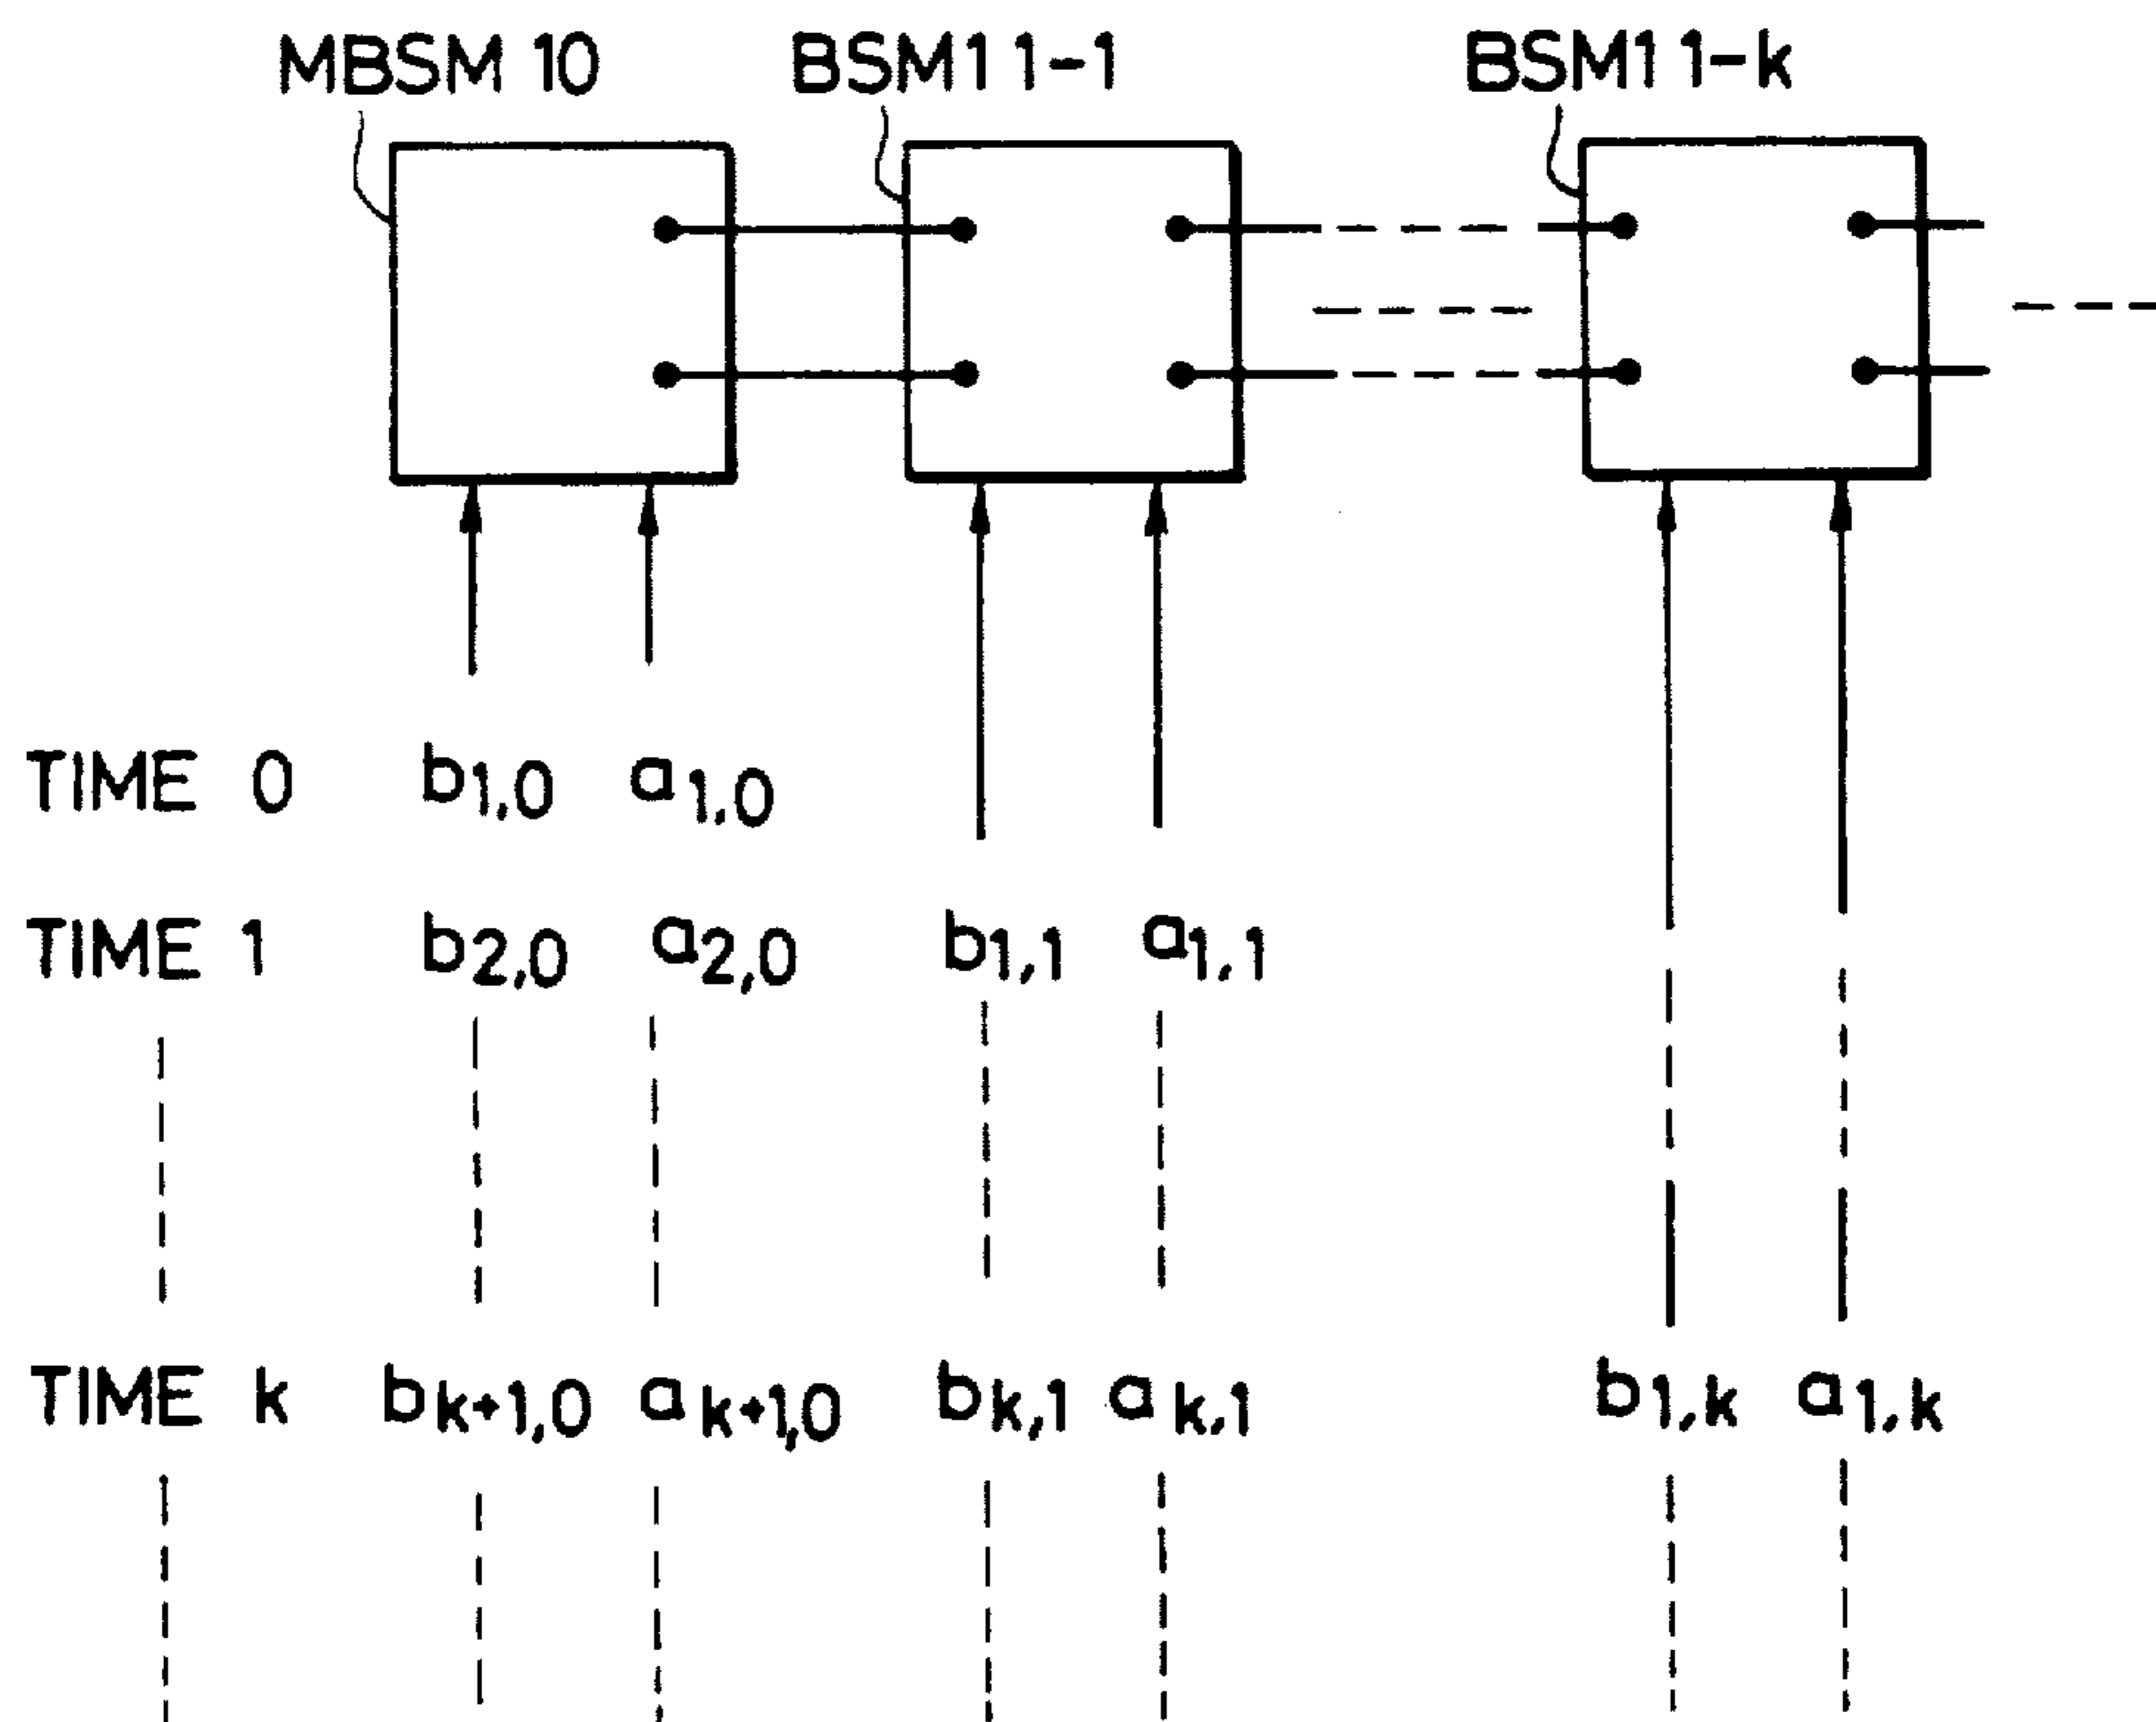 MBSM 10 BSM11-1 BSM11-k
TIME 0 b1,0 a1,0
TIME 1 b2,0 a2,0 b1,1 a1,1
TIME k bk+1,0 ak+1,0 bk,1 ak,1 b1,k a1,k